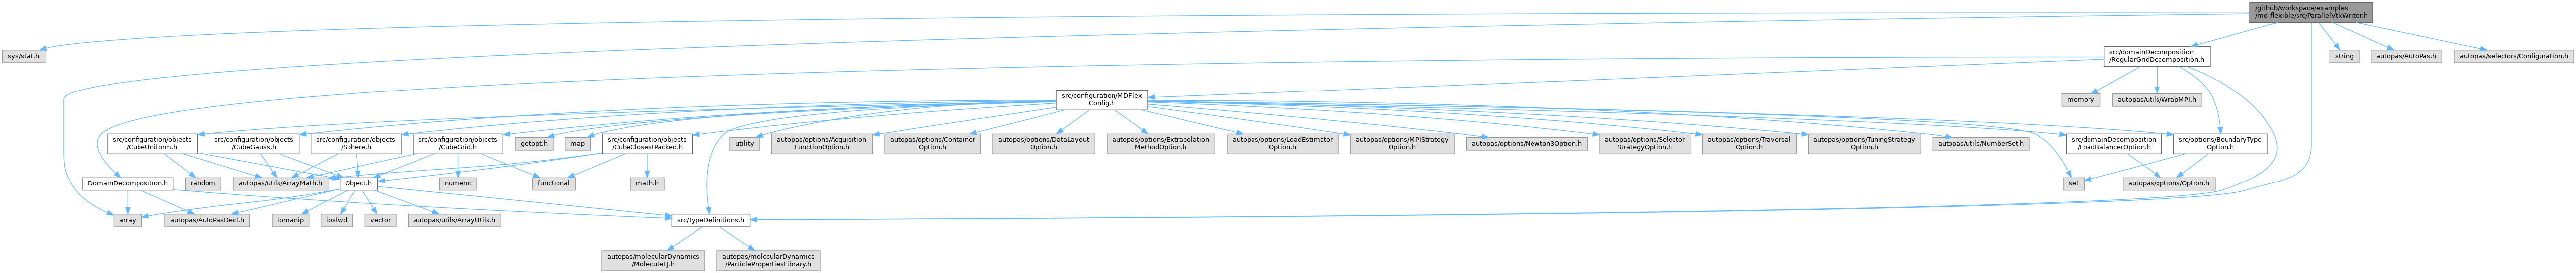 /github/workspace/examples
/md-flexible/src/ParallelVtkWriter.h
sys/stat.h
src/domainDecomposition
/RegularGridDecomposition.h
string
autopas/AutoPas.h
autopas/selectors/Configuration.h
src/configuration/MDFlex
Config.h
memory
autopas/utils/WrapMPI.h
src/configuration/objects
/CubeUniform.h
src/configuration/objects
/CubeGauss.h
src/configuration/objects
/Sphere.h
src/configuration/objects
/CubeGrid.h
getopt.h
map
src/configuration/objects
/CubeClosestPacked.h
utility
autopas/options/Acquisition
FunctionOption.h
autopas/options/Container
Option.h
autopas/options/DataLayout
Option.h
autopas/options/Extrapolation
MethodOption.h
autopas/options/LoadEstimator
Option.h
autopas/options/MPIStrategy
Option.h
autopas/options/Newton3Option.h
autopas/options/Selector
StrategyOption.h
autopas/options/Traversal
Option.h
autopas/options/TuningStrategy
Option.h
autopas/utils/NumberSet.h
src/domainDecomposition
/LoadBalancerOption.h
src/options/BoundaryType
Option.h
DomainDecomposition.h
random
autopas/utils/ArrayMath.h
Object.h
numeric
functional
math.h
set
autopas/options/Option.h
array
autopas/AutoPasDecl.h
iomanip
iosfwd
vector
autopas/utils/ArrayUtils.h
src/TypeDefinitions.h
autopas/molecularDynamics
/MoleculeLJ.h
autopas/molecularDynamics
/ParticlePropertiesLibrary.h